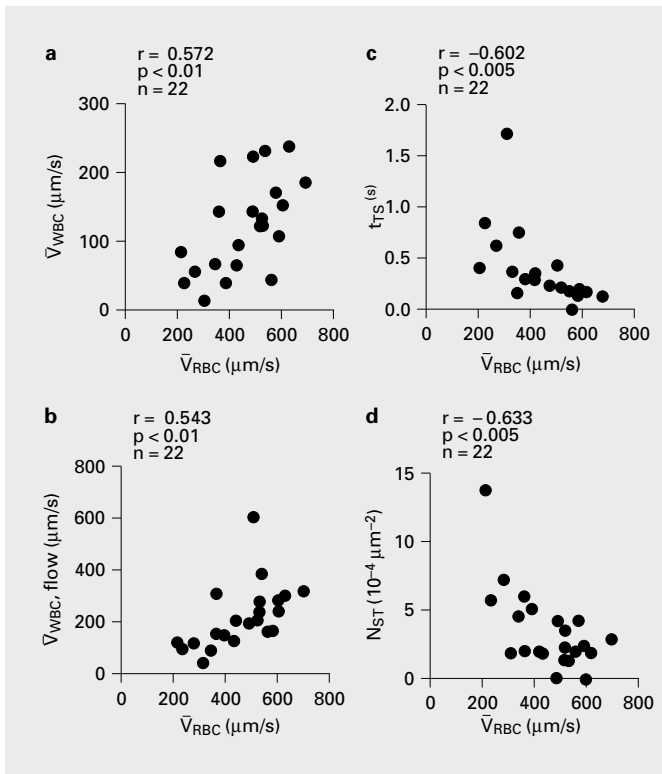 a
r = 0.572
p < 0.01
n = 22
300
200
100
0
V̄WBC (μm/s)
0 200 400 600 800
V̄RBC (μm/s)
b
r = 0.543
p < 0.01
n = 22
800
600
400
200
0
V̄WBC, flow (μm/s)
0 200 400 600 800
V̄RBC (μm/s)
c
r = –0.602
p < 0.005
n = 22
2.0
1.5
1.0
0.5
0.0
tTS (s)
0 200 400 600 800
V̄RBC (μm/s)
d
r = –0.633
p < 0.005
n = 22
15
10
5
0
NST (10⁻⁴ μm⁻²)
0 200 400 600 800
V̄RBC (μm/s)